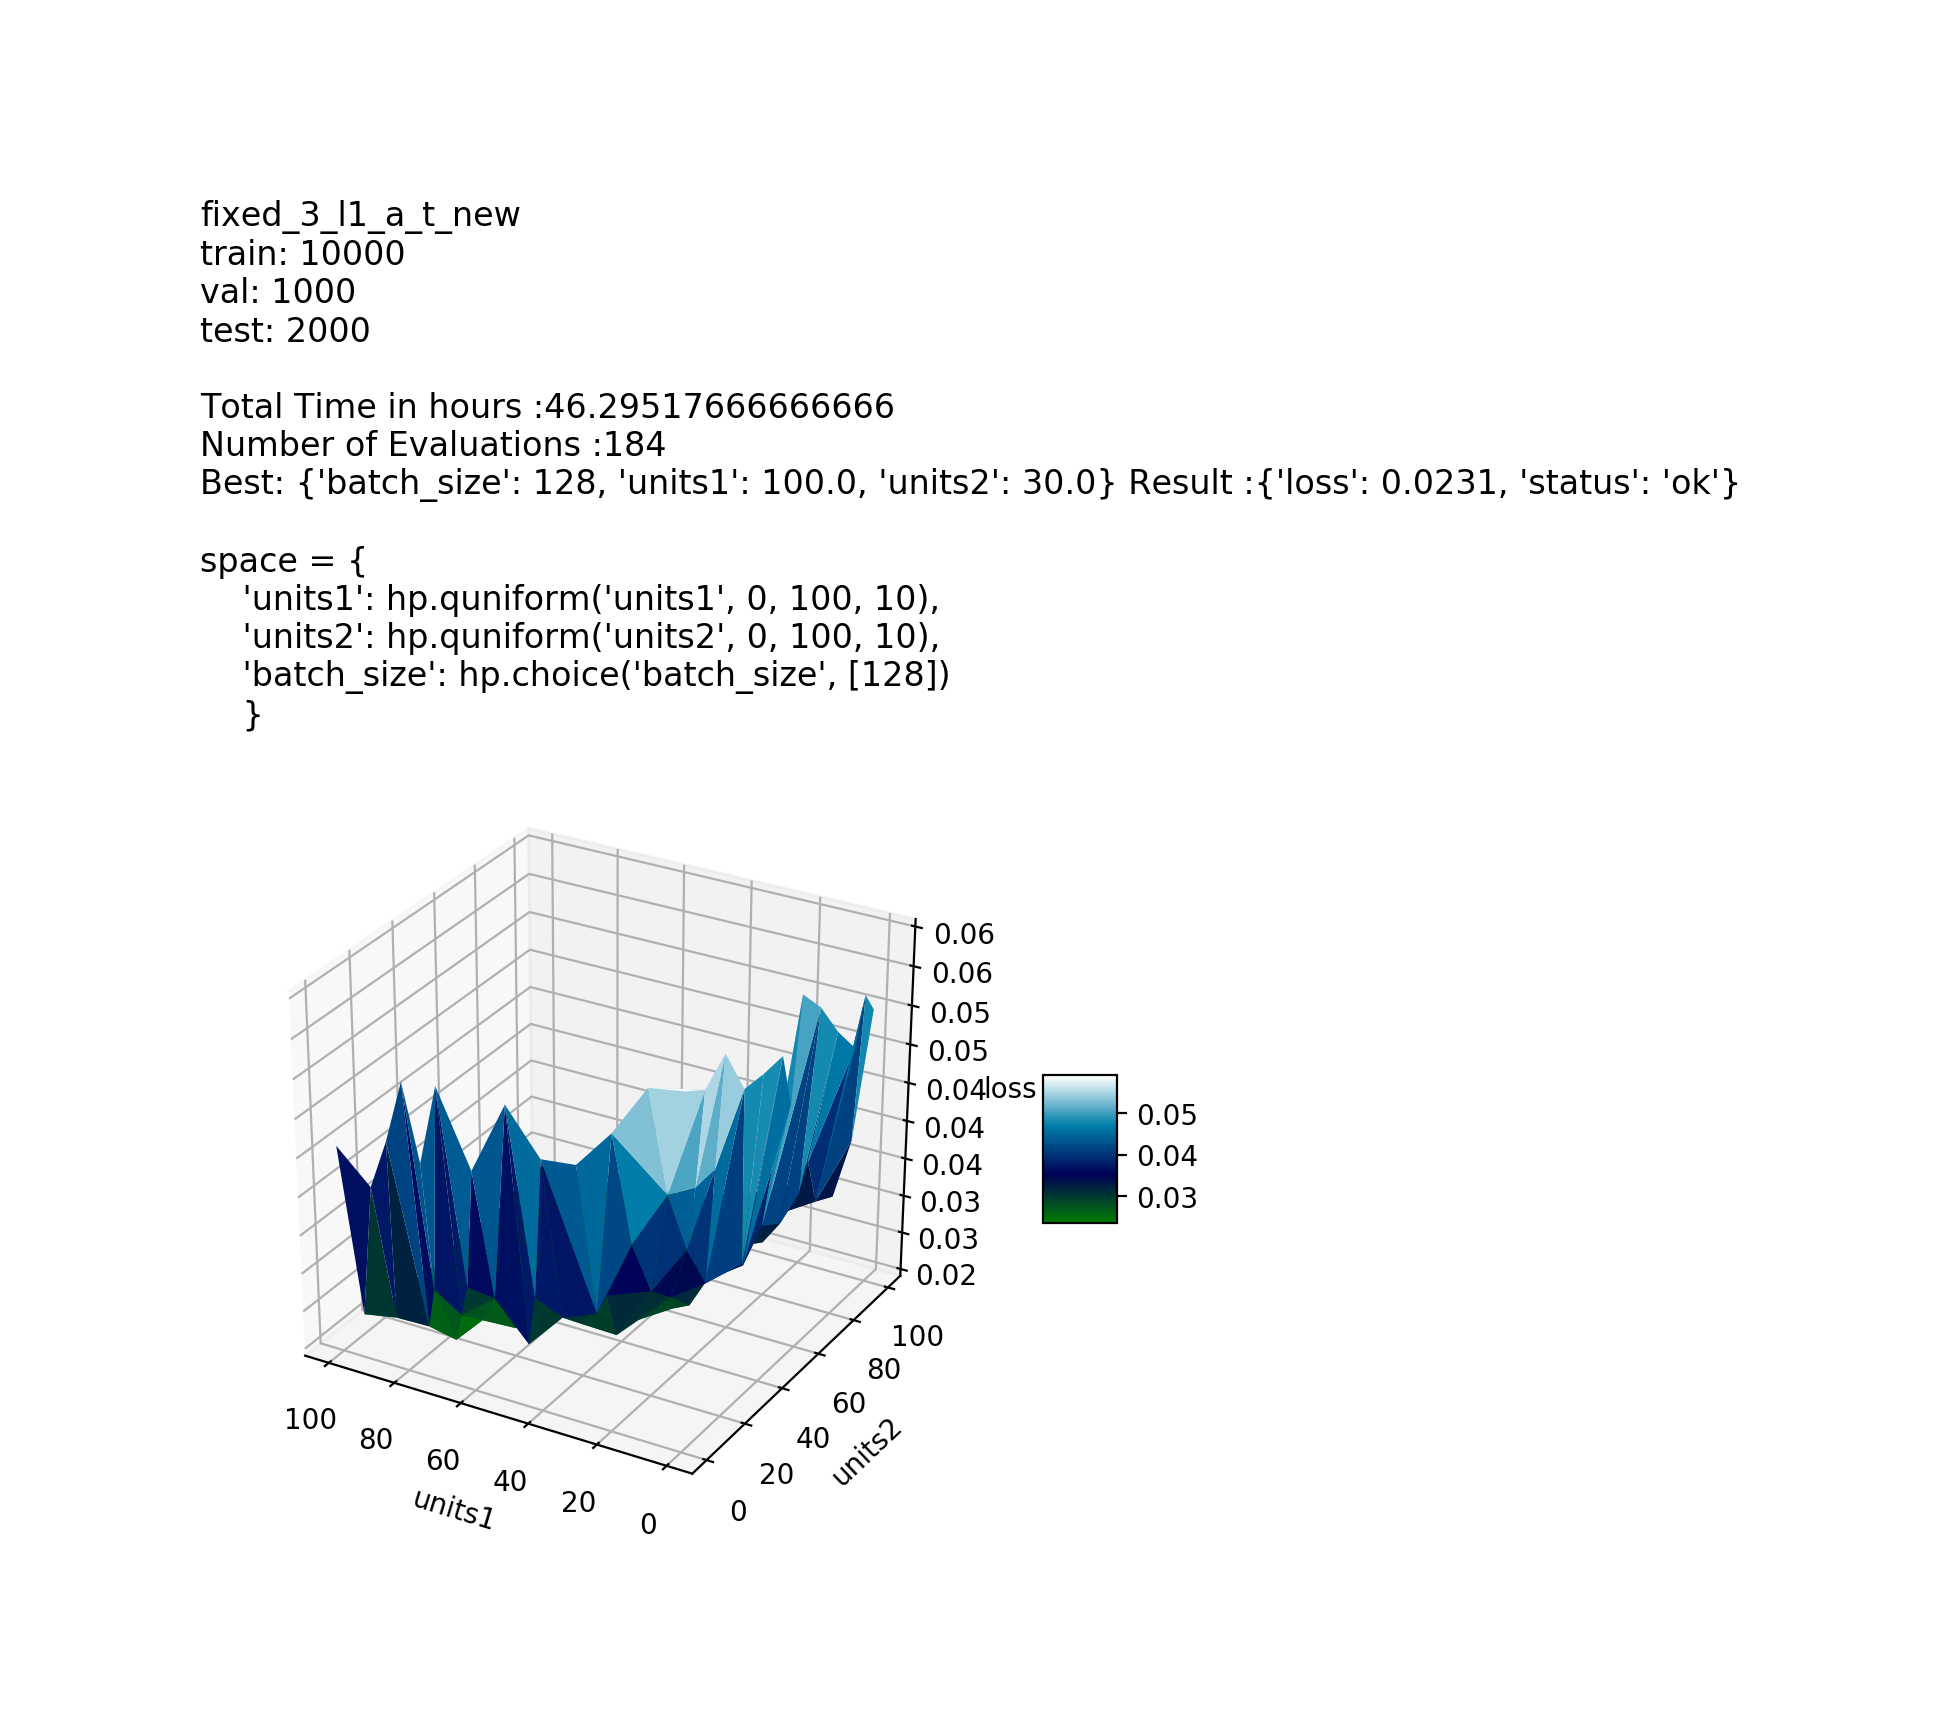 fixed_3_l1_a_t_new
train: 10000
val: 1000
test: 2000
Total Time in hours :46.29517666666666
Number of Evaluations :184
Best: {'batch_size': 128, 'units1': 100.0, 'units2': 30.0} Result :{'loss': 0.0231, 'status': 'ok'}
space = {
'units1': hp.quniform('units1', 0, 100, 10),
'units2': hp.quniform('units2', 0, 100, 10),
'batch_size': hp.choice('batch_size', [128])
}
0.06
0.06
0.05
0.05
0.04
0.04
0.04
0.03
0.03
0.02
loss
0.05
0.04
0.03
100
80
60
40
20
0
units1
100
80
60
40
20
0
units2